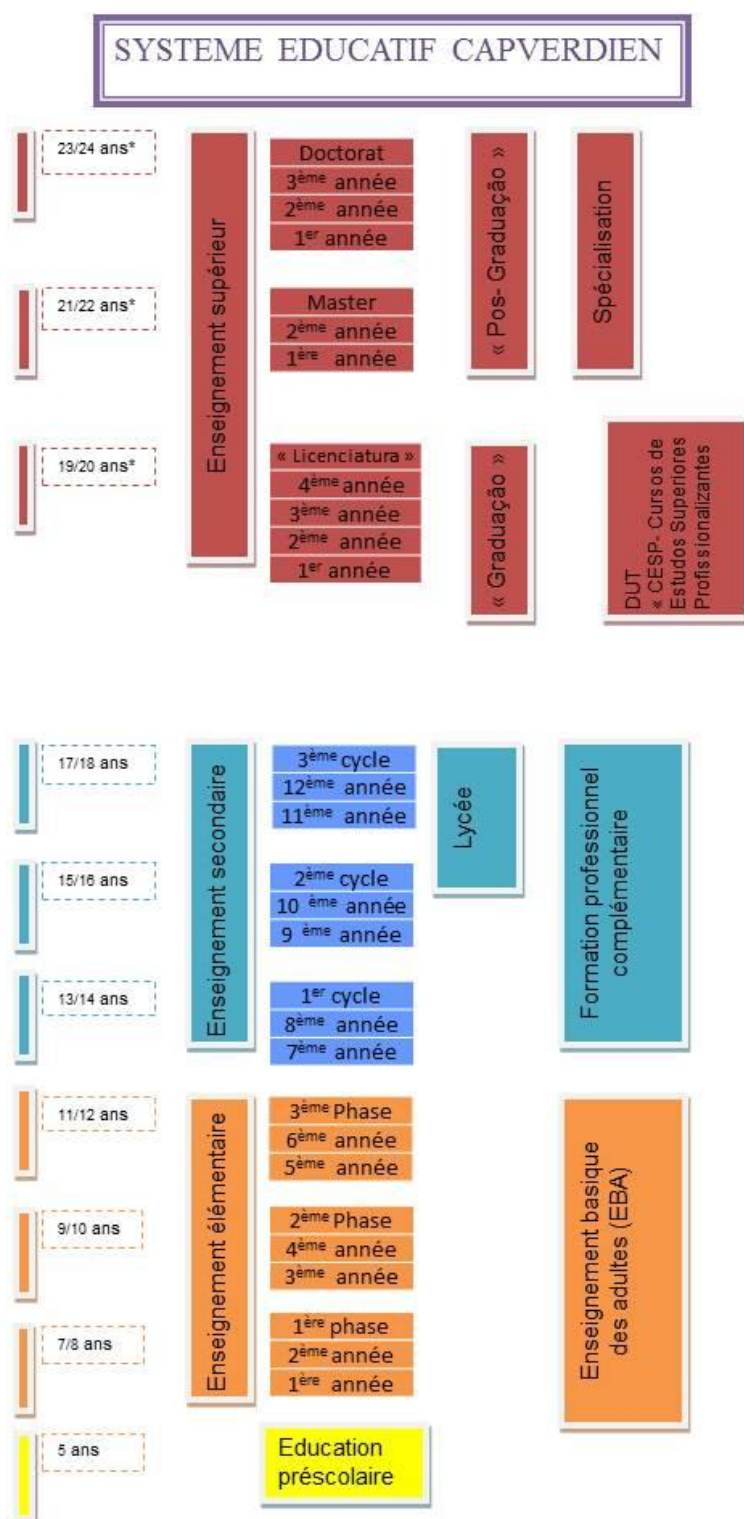 SYSTEME EDUCATIF CAPVERDIEN
23/24 ans*
Enseignement supérieur
Doctorat
3ème année
2ème année
1er année
« Pos- Graduação »
Spécialisation
21/22 ans*
Master
2ème année
1ère année
19/20 ans*
« Licenciatura »
4ème année
3ème année
2ème année
1er année
« Graduação »
DUT
« CESP- Cursos de
Estudos Superiores
Profissionalizantes
17/18 ans
Enseignement secondaire
3ème cycle
12ème année
11ème année
Lycée
Formation professionnel
complémentaire
15/16 ans
2ème cycle
10 ème année
9 ème année
13/14 ans
1er cycle
8ème année
7ème année
11/12 ans
Enseignement élémentaire
3ème Phase
6ème année
5ème année
Enseignement basique
des adultes (EBA)
9/10 ans
2ème Phase
4ème année
3ème année
7/8 ans
1ère phase
2ème année
1ère année
5 ans
Education
préscolaire